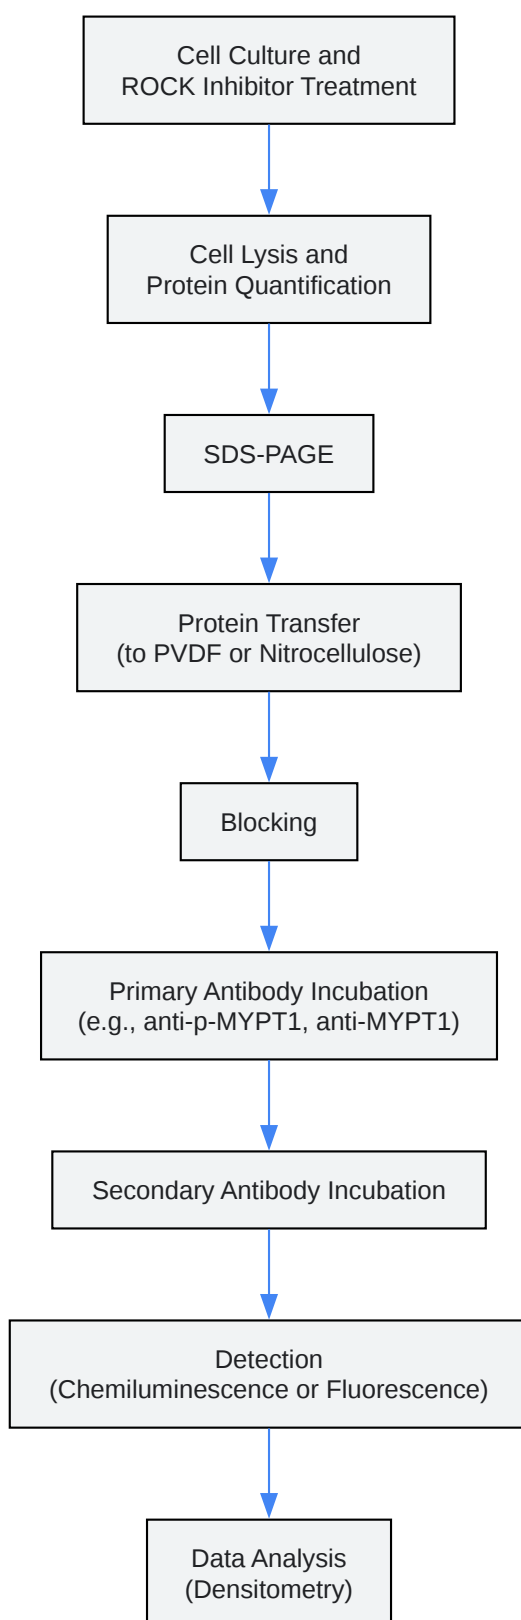 Cell Culture and
ROCK Inhibitor Treatment
Cell Lysis and
Protein Quantification
SDS-PAGE
Protein Transfer
(to PVDF or Nitrocellulose)
Blocking
Primary Antibody Incubation
(e.g., anti-p-MYPT1, anti-MYPT1)
Secondary Antibody Incubation
Detection
(Chemiluminescence or Fluorescence)
Data Analysis
(Densitometry)